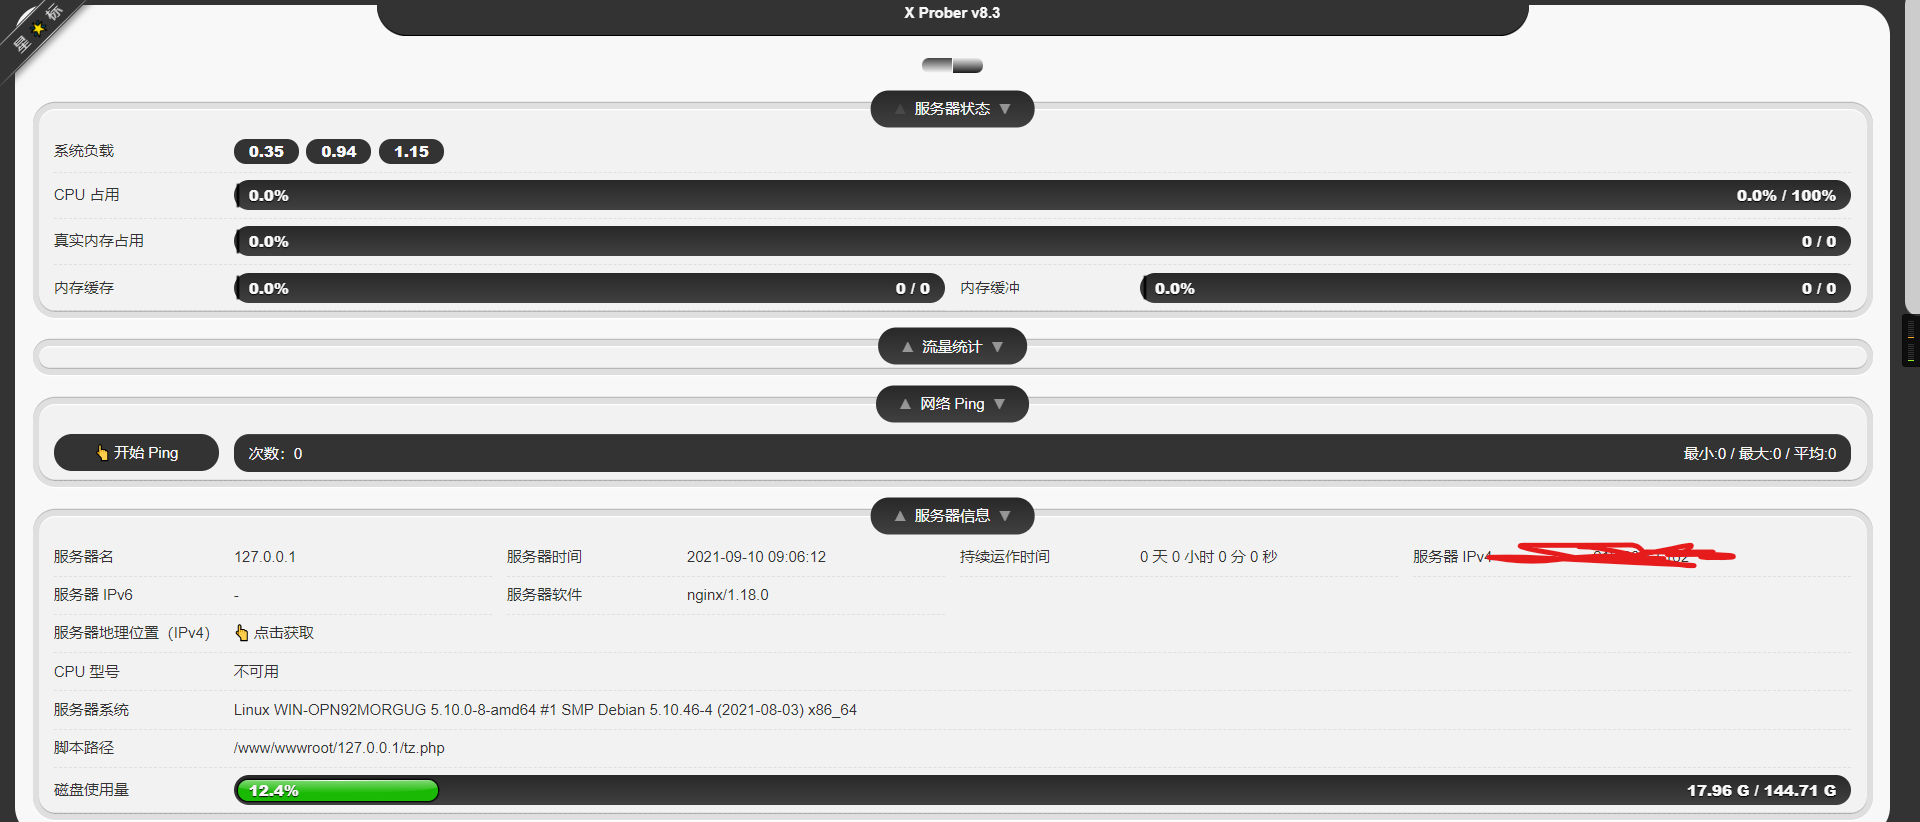 星标
X Prober v8.3
▲ 服务器状态 ▼
系统负载 0.35 0.94 1.15
CPU 占用 0.0% 0.0% / 100%
真实内存占用 0.0% 0 / 0
内存缓存 0.0% 0 / 0 内存缓冲 0.0% 0 / 0
▲ 流量统计 ▼
▲ 网络 Ping ▼
👆 开始 Ping 次数：0 最小:0 / 最大:0 / 平均:0
▲ 服务器信息 ▼
服务器名 127.0.0.1 服务器时间 2021-09-10 09:06:12 持续运作时间 0 天 0 小时 0 分 0 秒 服务器 IPv4
服务器 IPv6 - 服务器软件 nginx/1.18.0
服务器地理位置（IPv4） 👆 点击获取
CPU 型号 不可用
服务器系统 Linux WIN-OPN92MORGUG 5.10.0-8-amd64 #1 SMP Debian 5.10.46-4 (2021-08-03) x86_64
脚本路径 /www/wwwroot/127.0.0.1/tz.php
磁盘使用量 12.4% 17.96 G / 144.71 G